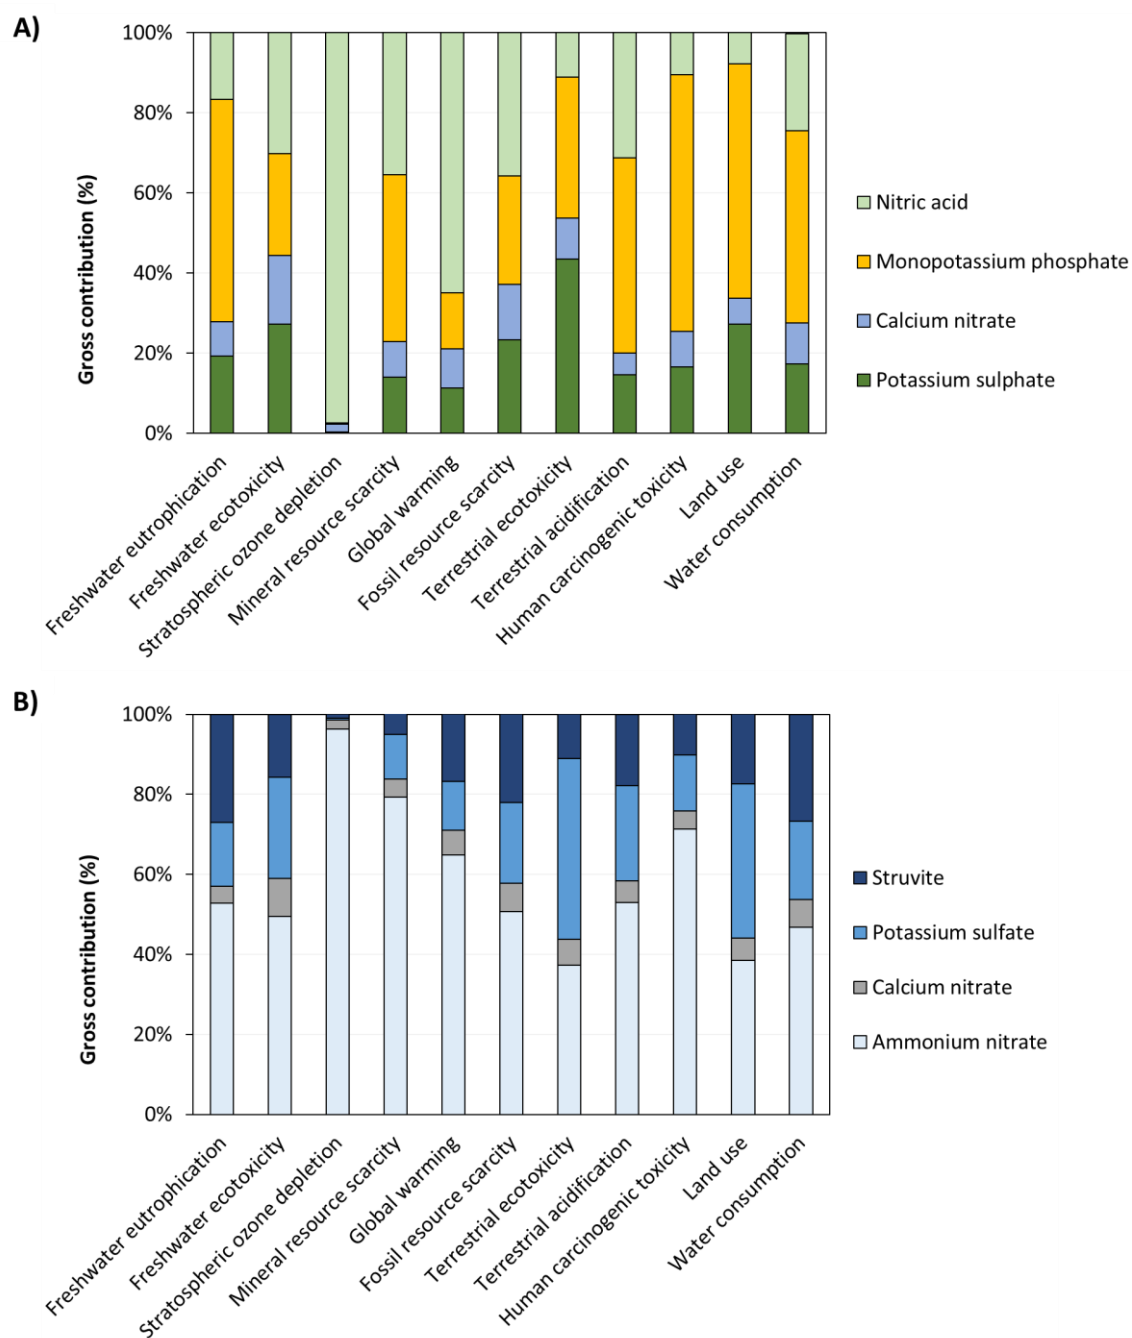 A)
100%
80%
60%
40%
20%
0%
Gross contribution (%)
Nitric acid
Monopotassium phosphate
Calcium nitrate
Potassium sulphate
Freshwater eutrophication
Freshwater ecotoxicity
Stratospheric ozone depletion
Mineral resource scarcity
Global warming
Fossil resource scarcity
Terrestrial ecotoxicity
Terrestrial acidification
Human carcinogenic toxicity
Land use
Water consumption
B)
100%
80%
60%
40%
20%
0%
Gross contribution (%)
Struvite
Potassium sulfate
Calcium nitrate
Ammonium nitrate
Freshwater eutrophication
Freshwater ecotoxicity
Stratospheric ozone depletion
Mineral resource scarcity
Global warming
Fossil resource scarcity
Terrestrial ecotoxicity
Terrestrial acidification
Human carcinogenic toxicity
Land use
Water consumption